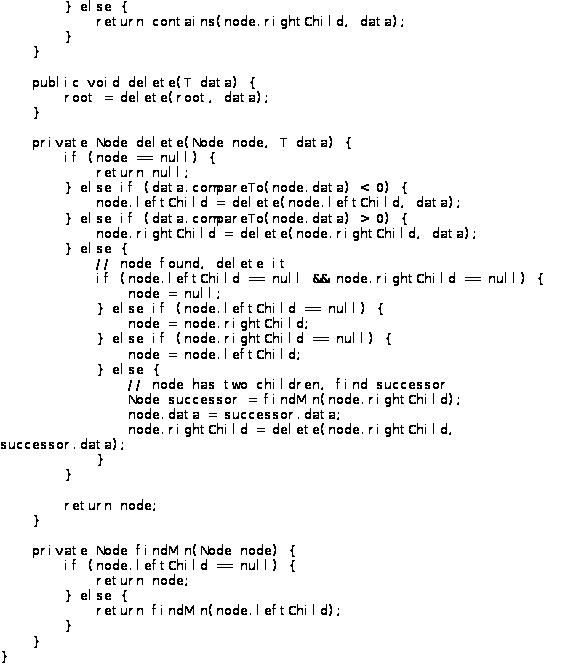 } else {
            return contains(node.rightChild, data);
        }
    }

    public void delete(T data) {
        root = delete(root, data);
    }

    private Node delete(Node node, T data) {
        if (node == null) {
            return null;
        } else if (data.compareTo(node.data) < 0) {
            node.leftChild = delete(node.leftChild, data);
        } else if (data.compareTo(node.data) > 0) {
            node.rightChild = delete(node.rightChild, data);
        } else {
            // node found, delete it
            if (node.leftChild == null && node.rightChild == null) {
                node = null;
            } else if (node.leftChild == null) {
                node = node.rightChild;
            } else if (node.rightChild == null) {
                node = node.leftChild;
            } else {
                // node has two children, find successor
                Node successor = findMin(node.rightChild);
                node.data = successor.data;
                node.rightChild = delete(node.rightChild,
successor.data);
            }
        }

        return node;
    }

    private Node findMin(Node node) {
        if (node.leftChild == null) {
            return node;
        } else {
            return findMin(node.leftChild);
        }
    }
}